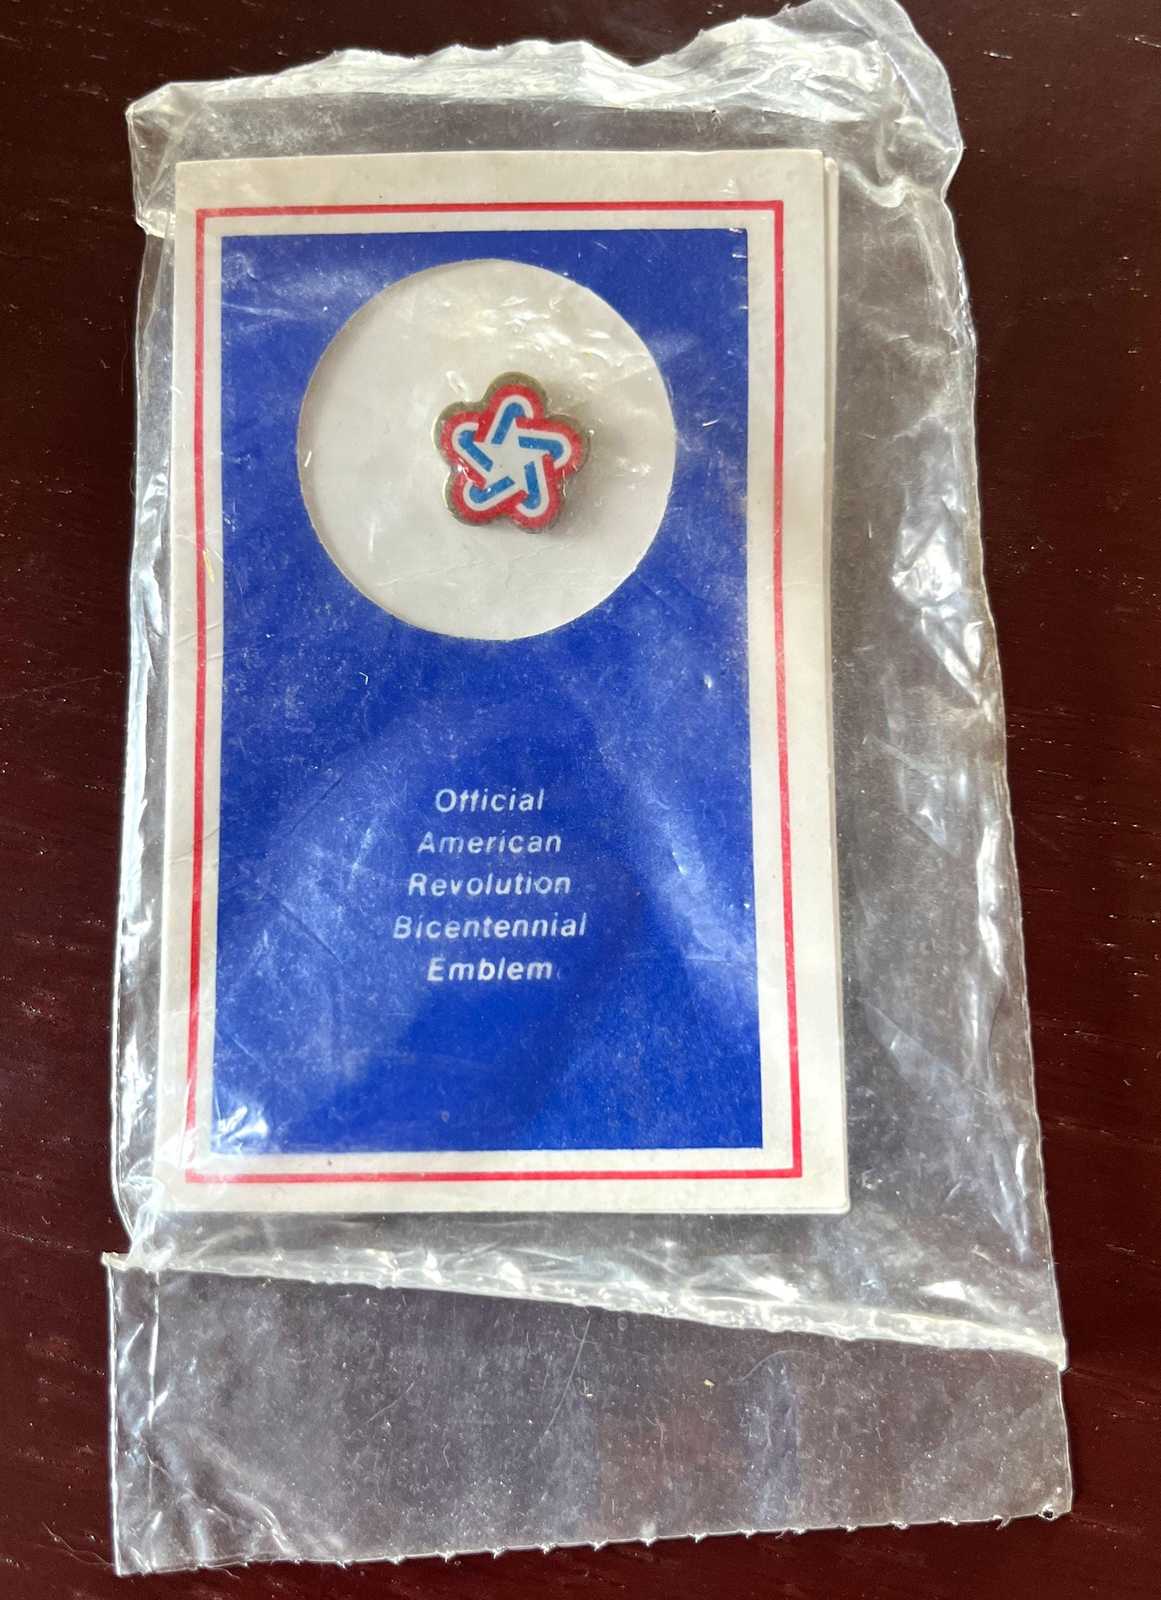 Official
American
Revolution
Bicentennial
Emblem